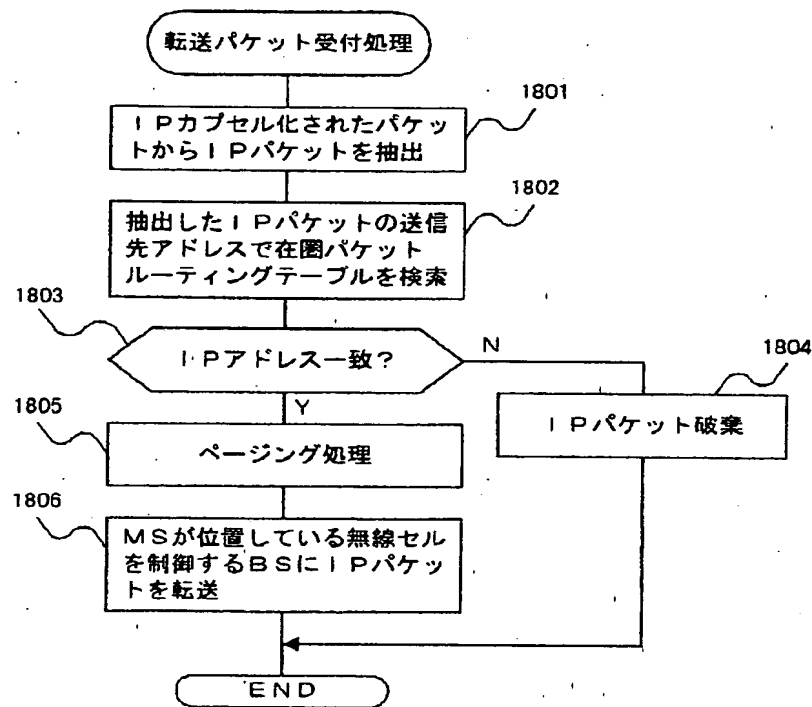 転送パケット受付処理
1801
IPカプセル化されたパケッ
トからIPパケットを抽出
1802
抽出したIPパケットの送信
先アドレスで在圏パケット
ルーティングテーブルを検索
1803
IPアドレス一致?
N
1804
Y
IPパケット破棄
1805
ページング処理
1806
MSが位置している無線セル
を制御するBSにIPパケッ
トを転送
END